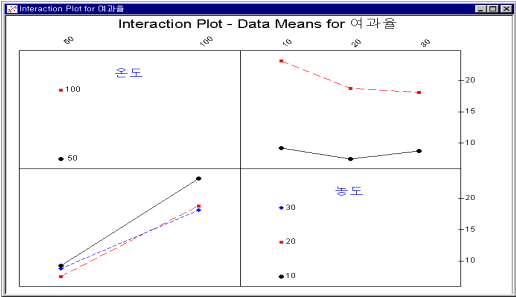 Interaction Plot for 여과율
Interaction Plot - Data Means for 여과율
50 100 10 20 30
온도
100
50
20
15
10
농도
30
20
10
20
15
10